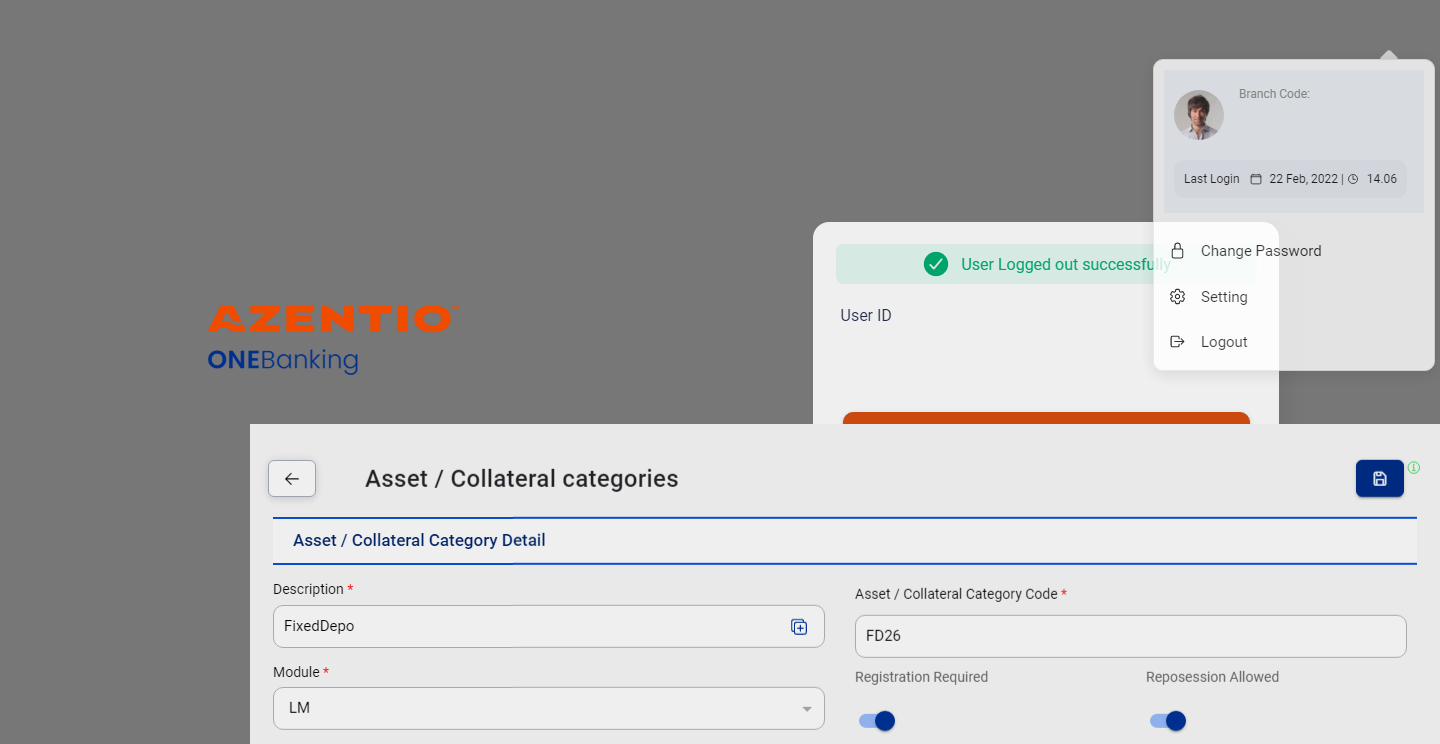 Branch Code:
Last Login 22 Feb, 2022 | 14.06
User Logged out successfully
Change Password
Setting
User ID
Logout
AZENTIO
ONEBanking
Asset / Collateral categories
Asset / Collateral Category Detail
Description *
FixedDepo
Asset / Collateral Category Code *
FD26
Module *
LM
Registration Required
Reposession Allowed